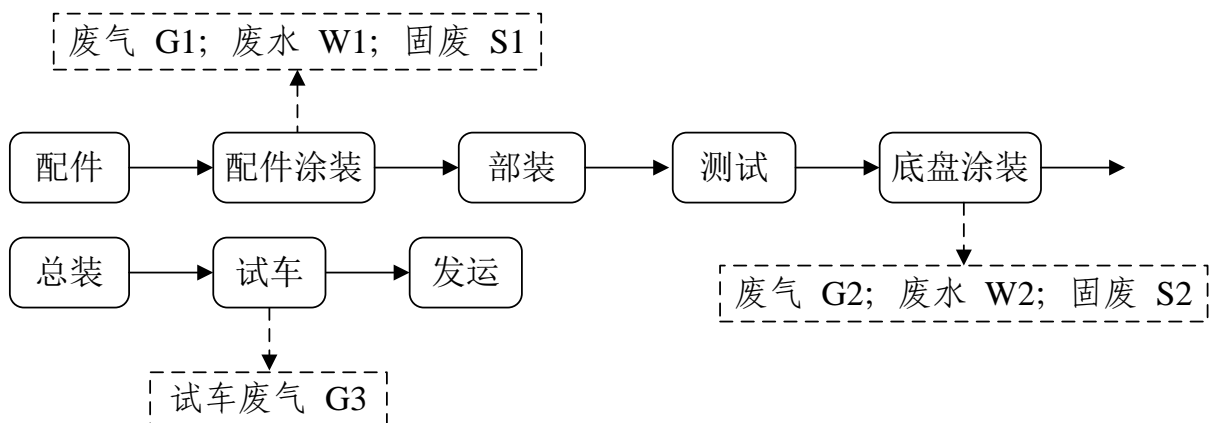 废气 G1; 废水 W1; 固废 S1
配件 配件涂装 部装 测试 底盘涂装
总装 试车 发运
废气 G2; 废水 W2; 固废 S2
试车废气 G3